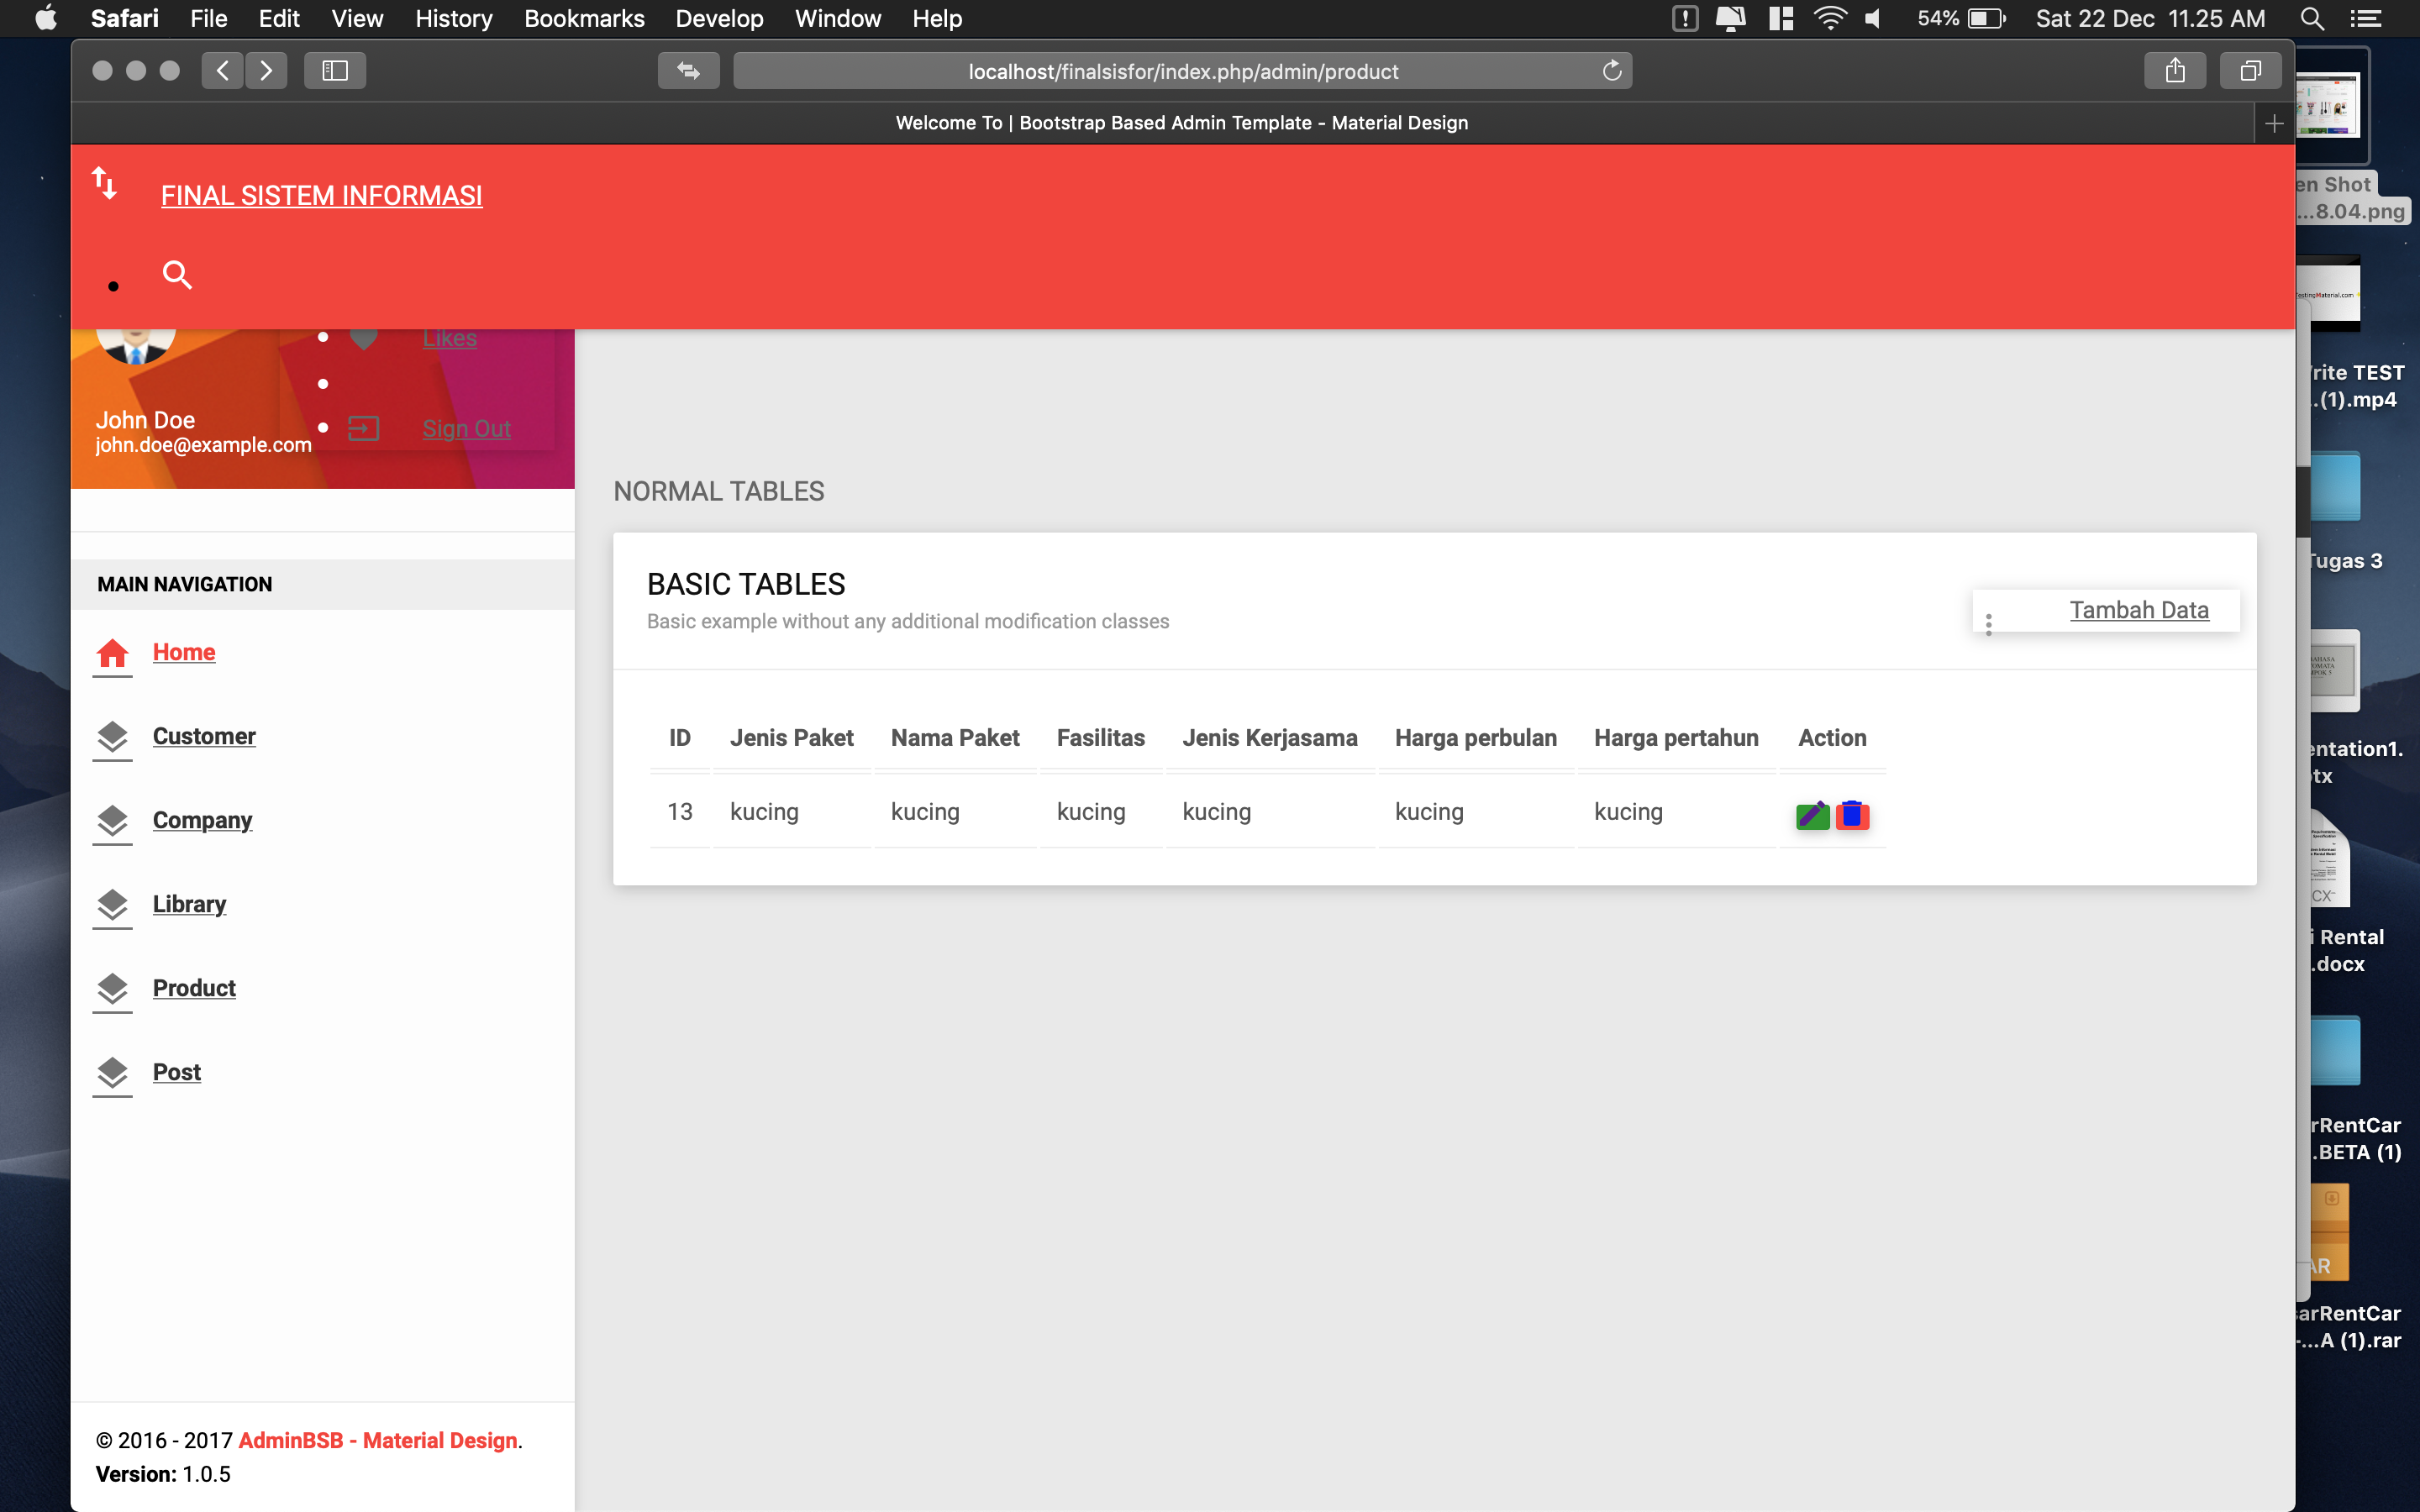 Safari File Edit View History Bookmarks Develop Window Help 54% Sat 22 Dec 11.25 AM
localhost/finalsisfor/index.php/admin/product
Welcome To | Bootstrap Based Admin Template - Material Design
FINAL SISTEM INFORMASI
Likes
John Doe
Sign Out
john.doe@example.com
MAIN NAVIGATION
Home
Customer
Company
Library
Product
Post
© 2016 - 2017 AdminBSB - Material Design.
Version: 1.0.5
NORMAL TABLES
BASIC TABLES
Basic example without any additional modification classes
Tambah Data
ID Jenis Paket Nama Paket Fasilitas Jenis Kerjasama Harga perbulan Harga pertahun Action
13 kucing kucing kucing kucing kucing kucing
en Shot
...8.04.png
rite TEST
..(1).mp4
Tugas 3
entation1.
tx
i Rental
.docx
rRentCar
.BETA (1)
AR
arRentCar
-...A (1).rar